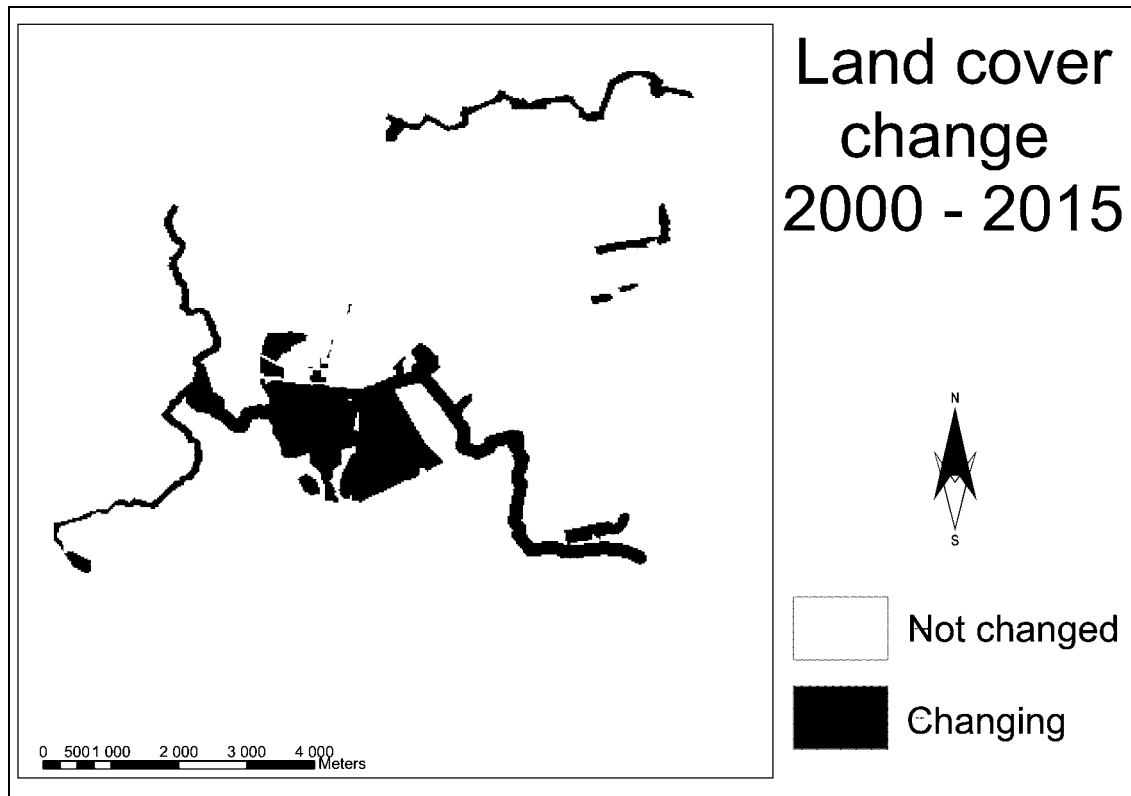 Land cover
change
2000 - 2015
N
S
Not changed
Changing
0 500 1 000 2 000 3 000 4 000
Meters